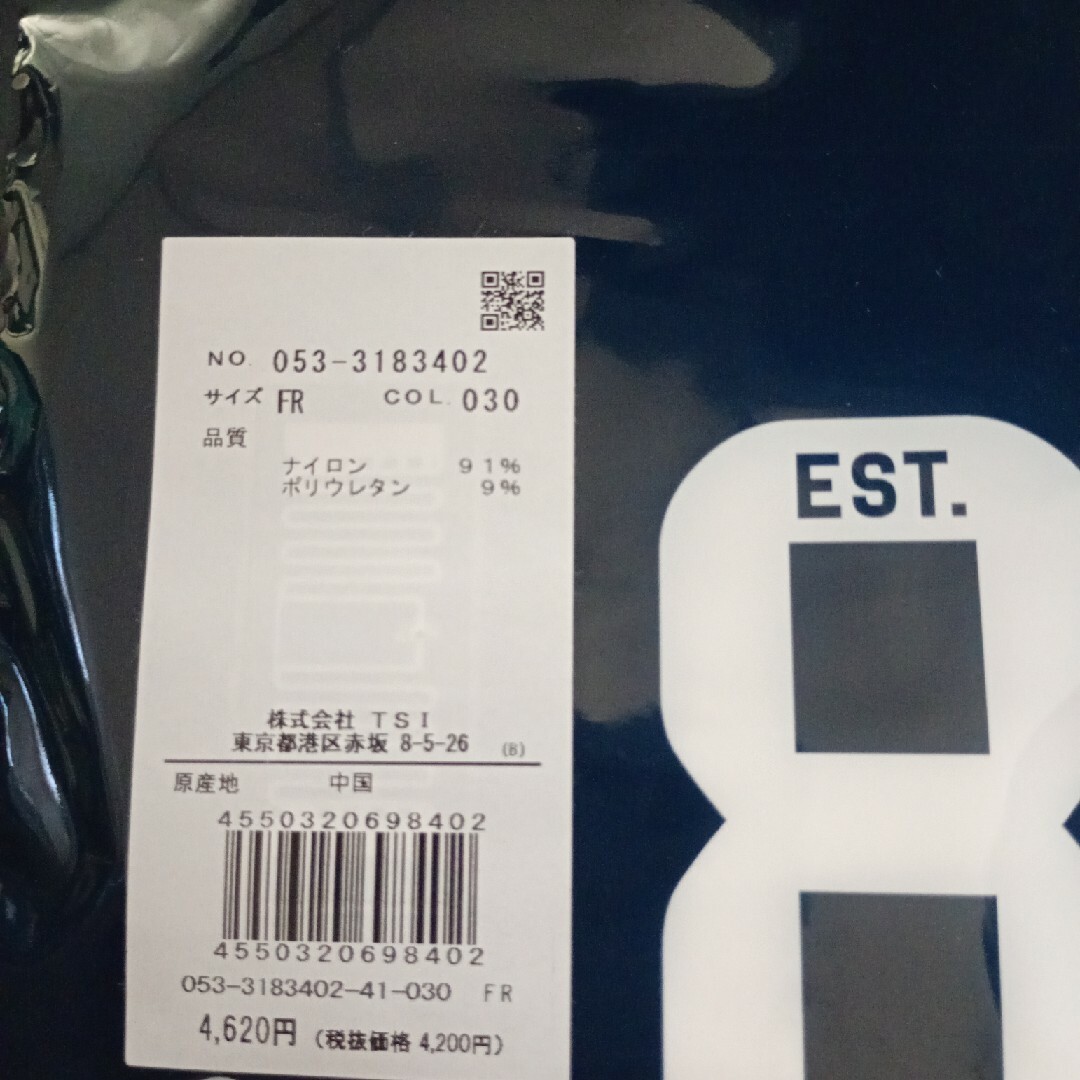 NO. 053-3183402
サイズ FR COL. 030
品質
ナイロン 91%
ポリウレタン 9%
株式会社 TSI
東京都港区赤坂 8-5-26 (B)
原産地 中国
4550320698402
4550320698402
053-3183402-41-030 FR
4,620円 (税抜価格 4,200円)
EST.
8